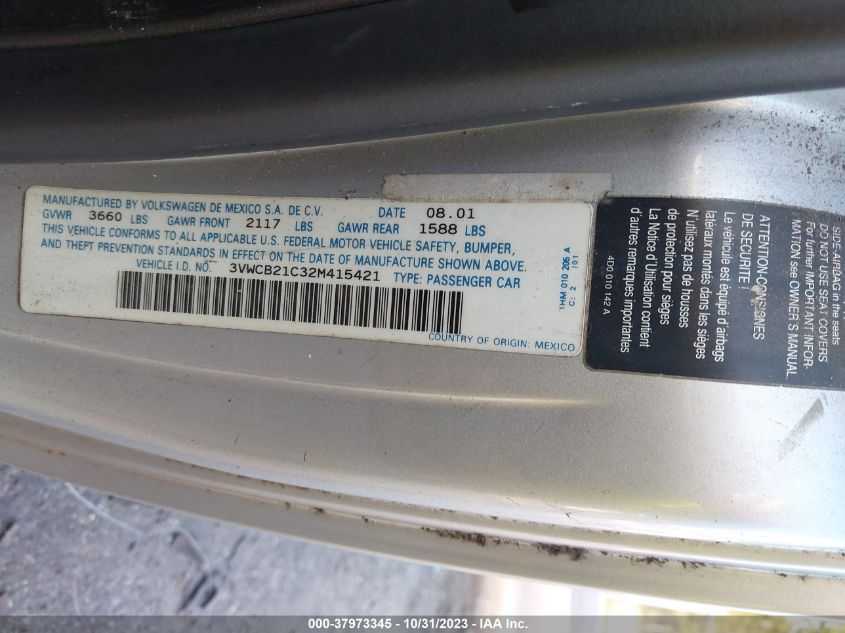 MANUFACTURED BY VOLKSWAGEN DE MEXICO S.A. DE C.V. DATE 08.01
GVWR 3660 LBS GAWR FRONT 2117 LBS GAWR REAR 1588 LBS
THIS VEHICLE CONFORMS TO ALL APPLICABLE U.S. FEDERAL MOTOR VEHICLE SAFETY, BUMPER,
AND THEFT PREVENTION STANDARDS IN EFFECT ON THE DATE OF MANUFACTURE SHOWN ABOVE.
VEHICLE I.D. NO. 3VWCB21C32M415421 TYPE: PASSENGER CAR
COUNTRY OF ORIGIN: MEXICO
1HM 010 205 A
C: 2 101
4D0 010 142 A
ATTENTION-CONSIGNES
DE SECURITE!
Le véhicule est équipé d'airbags
latéraux montés dans les sièges
N'utilisez pas de housses
de protection pour sièges
La Notice d'Utilisation contient
d'autres remarques importantes
SIDE-AIRBAG in the seats
DO NOT USE SEAT COVERS
For further IMPORTANT INFOR-
MATION see OWNER'S MANUAL
000-37973345 - 10/31/2023 - IAA Inc.